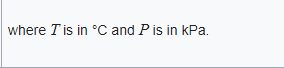 where T is in °C and P is in kPa.